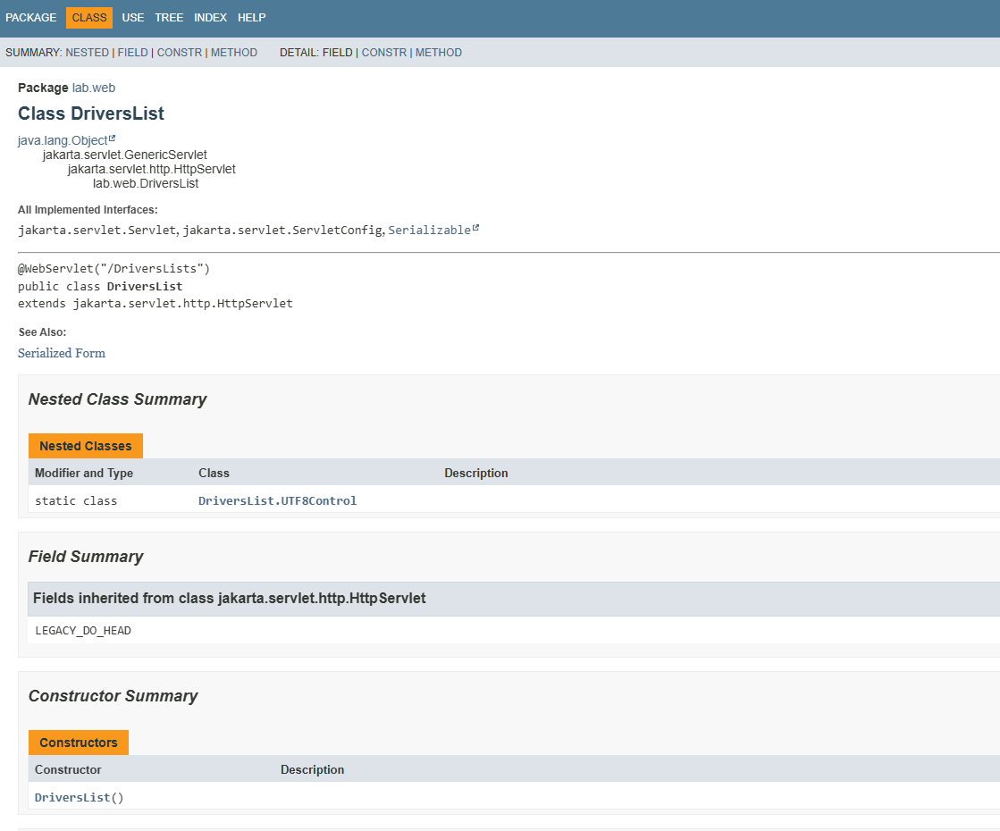 PACKAGE CLASS USE TREE INDEX HELP
SUMMARY: NESTED | FIELD | CONSTR | METHOD DETAIL: FIELD | CONSTR | METHOD
Package lab.web
Class DriversList
java.lang.Object
jakarta.servlet.GenericServlet
jakarta.servlet.http.HttpServlet
lab.web.DriversList
All Implemented Interfaces:
jakarta.servlet.Servlet, jakarta.servlet.ServletConfig, Serializable
@WebServlet("/DriversLists")
public class DriversList
extends jakarta.servlet.http.HttpServlet
See Also:
Serialized Form
Nested Class Summary
Nested Classes
Modifier and Type Class Description
static class DriversList.UTF8Control
Field Summary
Fields inherited from class jakarta.servlet.http.HttpServlet
LEGACY_DO_HEAD
Constructor Summary
Constructors
Constructor Description
DriversList()